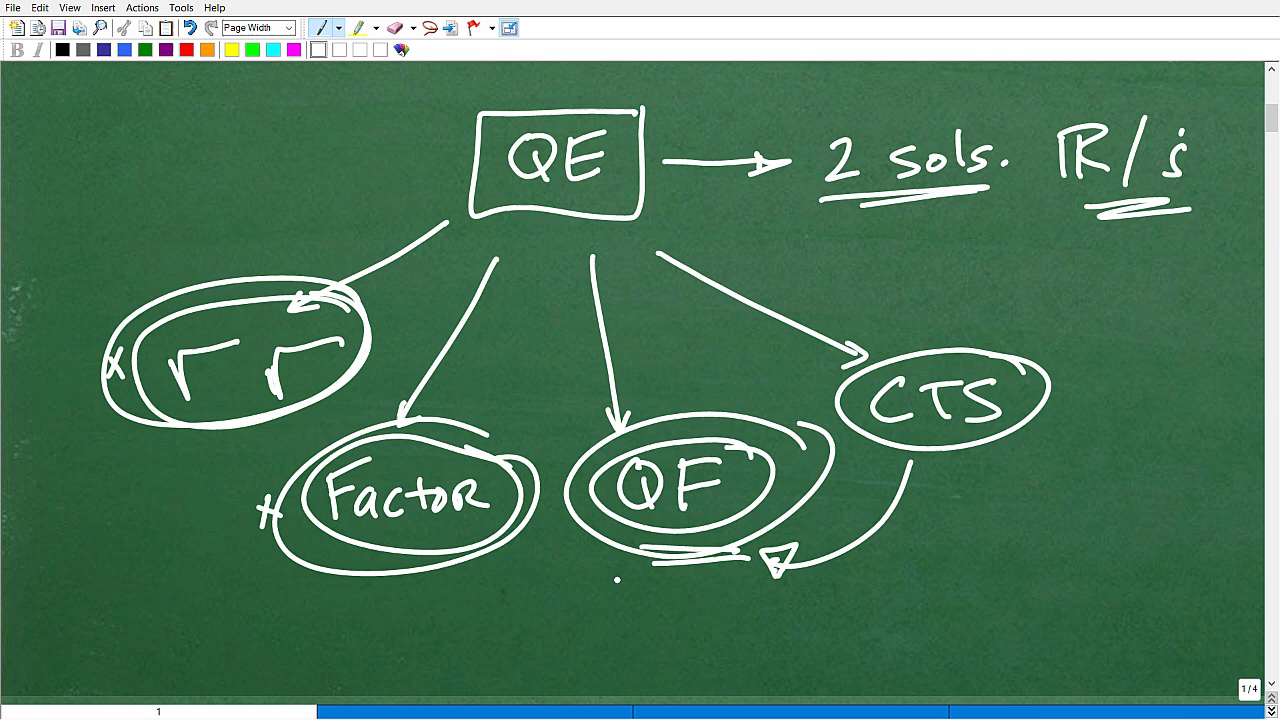 File Edit View Insert Actions Tools Help
Page Width
B I
QE → 2 sols. ℝ/i
x √ √
CTS
x Factor
QF
1/4
1